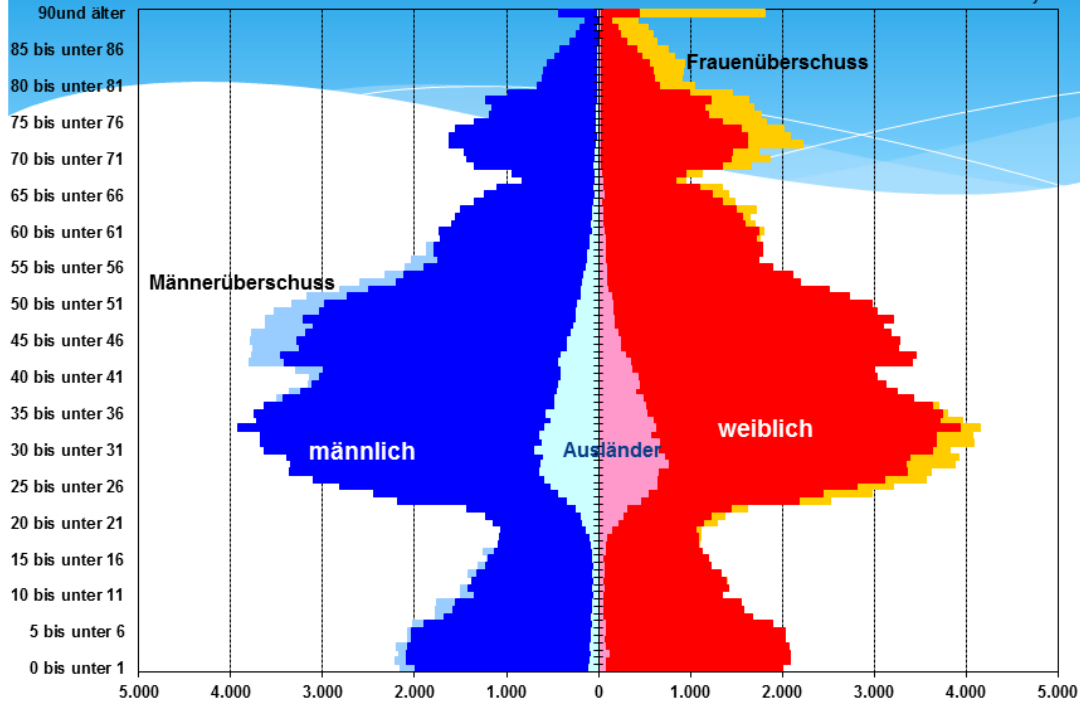 90und älter
85 bis unter 86
Frauenüberschuss
80 bis unter 81
75 bis unter 76
70 bis unter 71
65 bis unter 66
60 bis unter 61
55 bis unter 56
Männerüberschuss
50 bis unter 51
45 bis unter 46
40 bis unter 41
35 bis unter 36
weiblich
30 bis unter 31
männlich
Ausländer
25 bis unter 26
20 bis unter 21
15 bis unter 16
10 bis unter 11
5 bis unter 6
0 bis unter 1
5.000 4.000 3.000 2.000 1.000 0 1.000 2.000 3.000 4.000 5.000